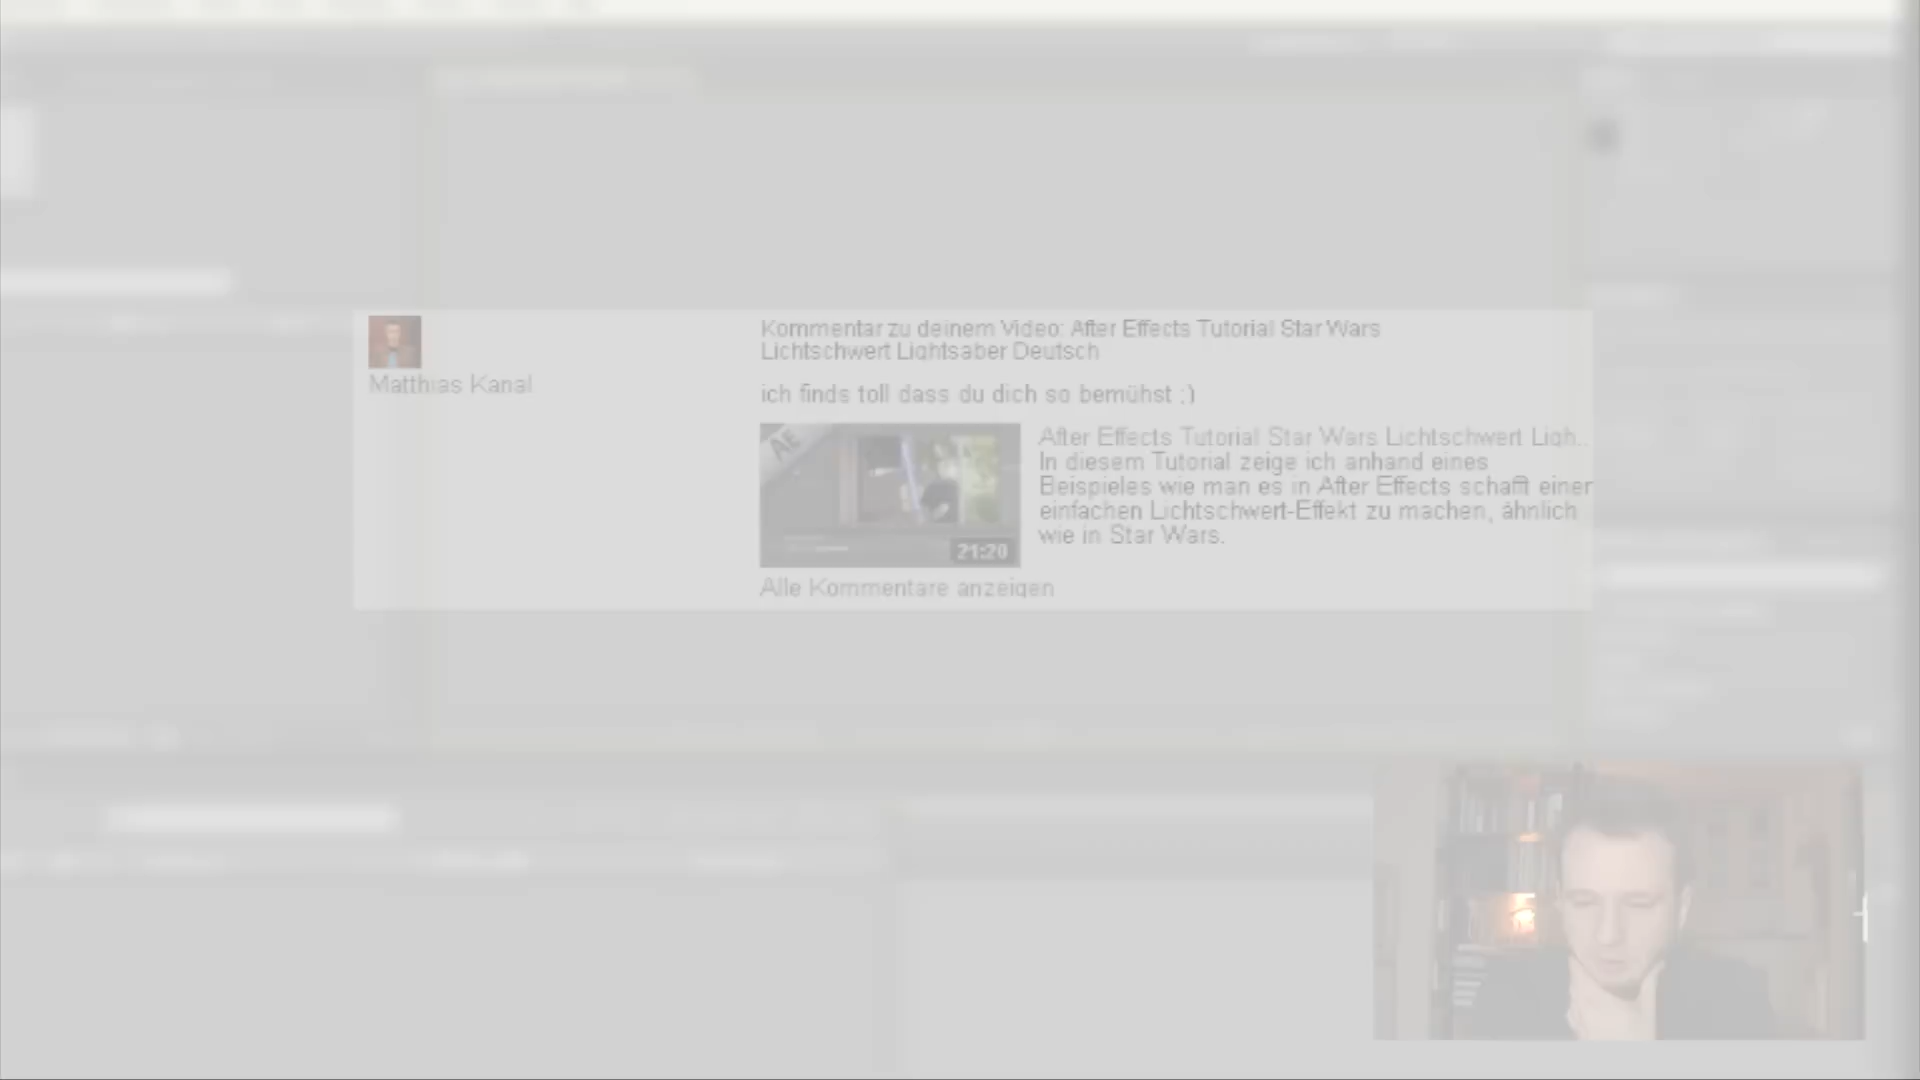 Matthias Kanal
Kommentar zu deinem Video: After Effects Tutorial Star Wars
Lichtschwert Lightsaber Deutsch
ich finds toll dass du dich so bemühst :)
AE
21:20
After Effects Tutorial Star Wars Lichtschwert Ligh...
In diesem Tutorial zeige ich anhand eines
Beispieles wie man es in After Effects schafft einen
einfachen Lichtschwert-Effekt zu machen, ähnlich
wie in Star Wars.
Alle Kommentare anzeigen